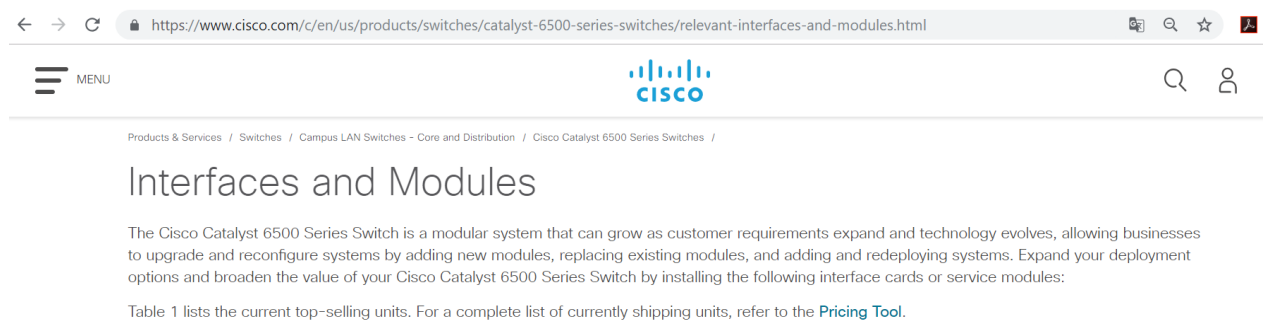 https://www.cisco.com/c/en/us/products/switches/catalyst-6500-series-switches/relevant-interfaces-and-modules.html
MENU
CISCO
Products & Services / Switches / Campus LAN Switches - Core and Distribution / Cisco Catalyst 6500 Series Switches /
Interfaces and Modules
The Cisco Catalyst 6500 Series Switch is a modular system that can grow as customer requirements expand and technology evolves, allowing businesses
to upgrade and reconfigure systems by adding new modules, replacing existing modules, and adding and redeploying systems. Expand your deployment
options and broaden the value of your Cisco Catalyst 6500 Series Switch by installing the following interface cards or service modules:
Table 1 lists the current top-selling units. For a complete list of currently shipping units, refer to the Pricing Tool.